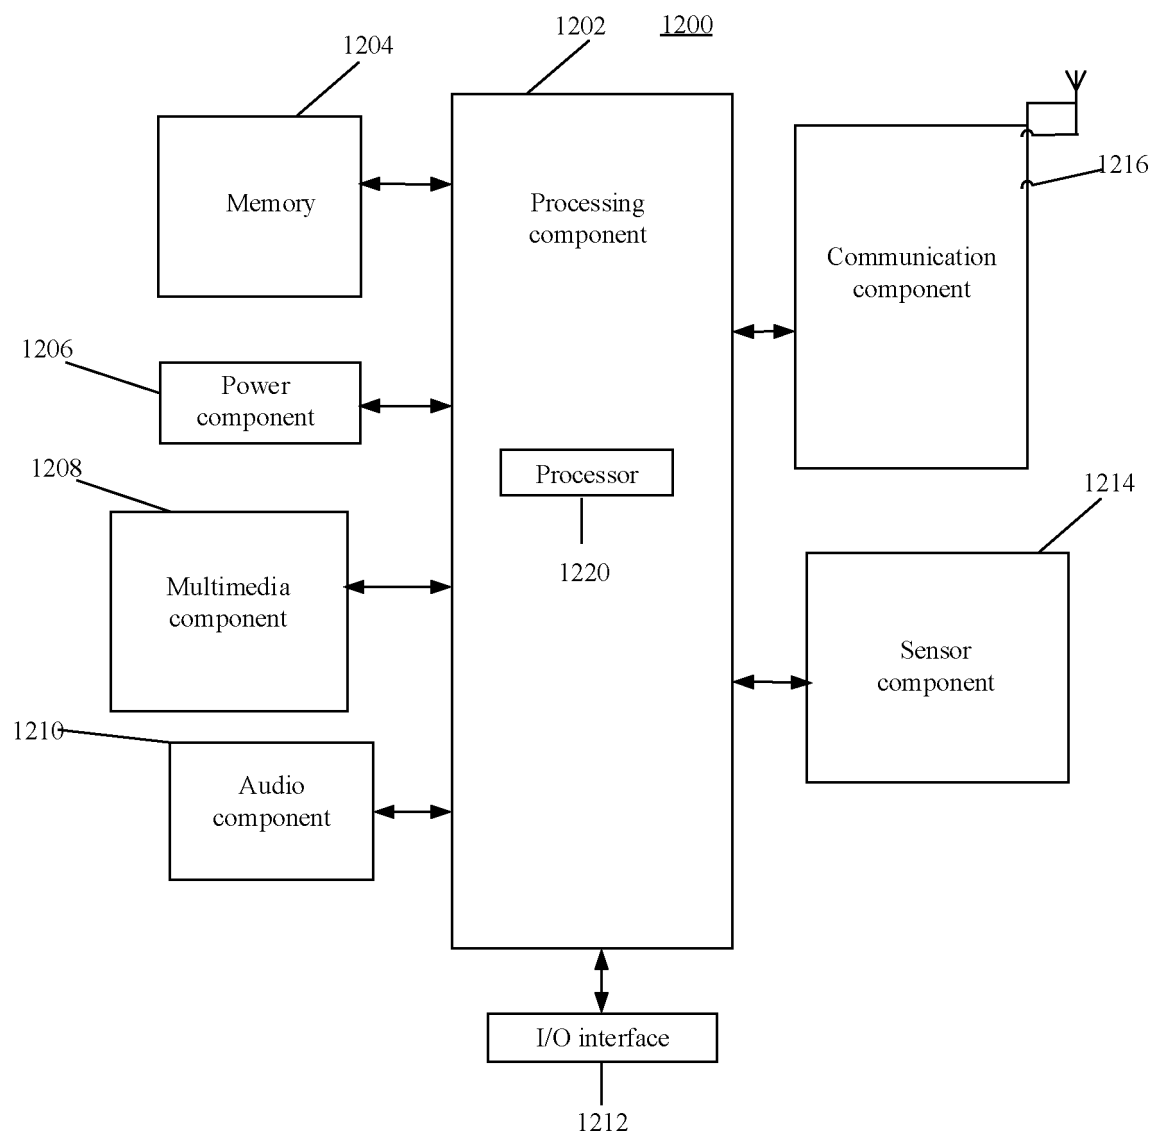 1202
1200
1204
Memory
Processing
component
1216
Communication
component
1206
Power
component
1208
Processor
1220
1214
Multimedia
component
Sensor
component
1210
Audio
component
I/O interface
1212